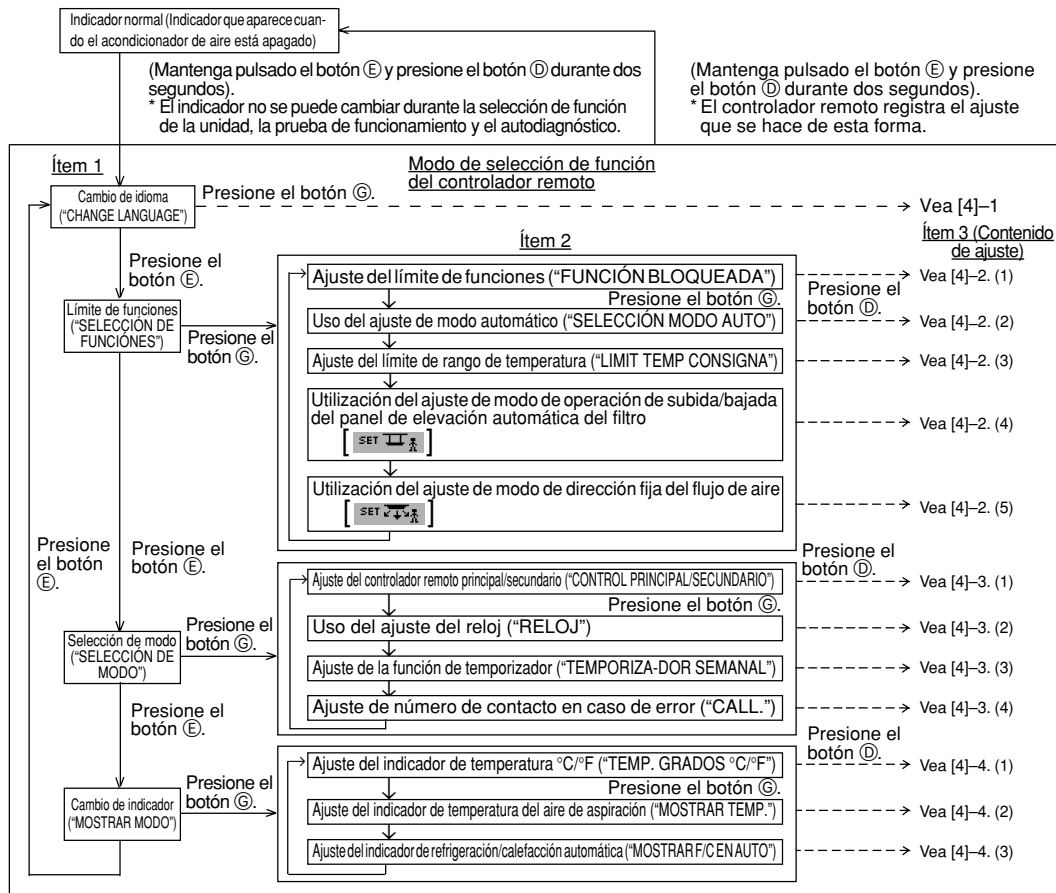 Indicador normal (Indicador que aparece cuan-
do el acondicionador de aire está apagado)
(Mantenga pulsado el botón Ⓔ y presione el botón Ⓓ durante dos
segundos).
* El indicador no se puede cambiar durante la selección de función
de la unidad, la prueba de funcionamiento y el autodiagnóstico.
(Mantenga pulsado el botón Ⓔ y presione
el botón Ⓓ durante dos segundos).
* El controlador remoto registra el ajuste
que se hace de esta forma.
Ítem 1
Modo de selección de función
del controlador remoto
Cambio de idioma
(“CHANGE LANGUAGE”)
Presione el botón Ⓖ.
Vea [4]–1
Ítem 2
Ítem 3 (Contenido
de ajuste)
Presione el
botón Ⓔ.
Límite de funciones
(“SELECCIÓN DE
FUNCIÓNES”)
Presione el
botón Ⓖ.
Ajuste del límite de funciones (“FUNCIÓN BLOQUEADA”)
Vea [4]–2. (1)
Presione el botón Ⓖ.
Presione el
botón Ⓓ.
Uso del ajuste de modo automático (“SELECCIÓN MODO AUTO”)
Vea [4]–2. (2)
Ajuste del límite de rango de temperatura (“LIMIT TEMP CONSIGNA”)
Vea [4]–2. (3)
Utilización del ajuste de modo de operación de subida/bajada
del panel de elevación automática del filtro
[ SET ]
Vea [4]–2. (4)
Utilización del ajuste de modo de dirección fija del flujo de aire
[ SET ]
Vea [4]–2. (5)
Presione
el botón
Ⓔ.
Presione el
botón Ⓔ.
Presione el
botón Ⓓ.
Selección de modo
(“SELECCIÓN DE
MODO”)
Presione el
botón Ⓖ.
Ajuste del controlador remoto principal/secundario (“CONTROL PRINCIPAL/SECUNDARIO”)
Vea [4]–3. (1)
Presione el botón Ⓖ.
Uso del ajuste del reloj (“RELOJ”)
Vea [4]–3. (2)
Ajuste de la función de temporizador (“TEMPORIZA-DOR SEMANAL”)
Vea [4]–3. (3)
Ajuste de número de contacto en caso de error (“CALL.”)
Vea [4]–3. (4)
Presione el
botón Ⓔ.
Presione el
botón Ⓓ.
Cambio de indicador
(“MOSTRAR MODO”)
Presione el
botón Ⓖ.
Ajuste del indicador de temperatura °C/°F (“TEMP. GRADOS °C/°F”)
Vea [4]–4. (1)
Presione el botón Ⓖ.
Ajuste del indicador de temperatura del aire de aspiración (“MOSTRAR TEMP.”)
Vea [4]–4. (2)
Ajuste del indicador de refrigeración/calefacción automática (“MOSTRAR F/C EN AUTO”)
Vea [4]–4. (3)